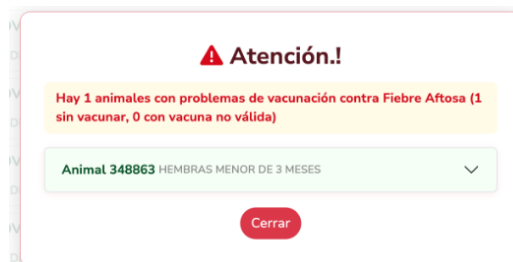 Atención.!
Hay 1 animales con problemas de vacunación contra Fiebre Aftosa (1
sin vacunar, 0 con vacuna no válida)
Animal 348863 HEMBRAS MENOR DE 3 MESES
Cerrar